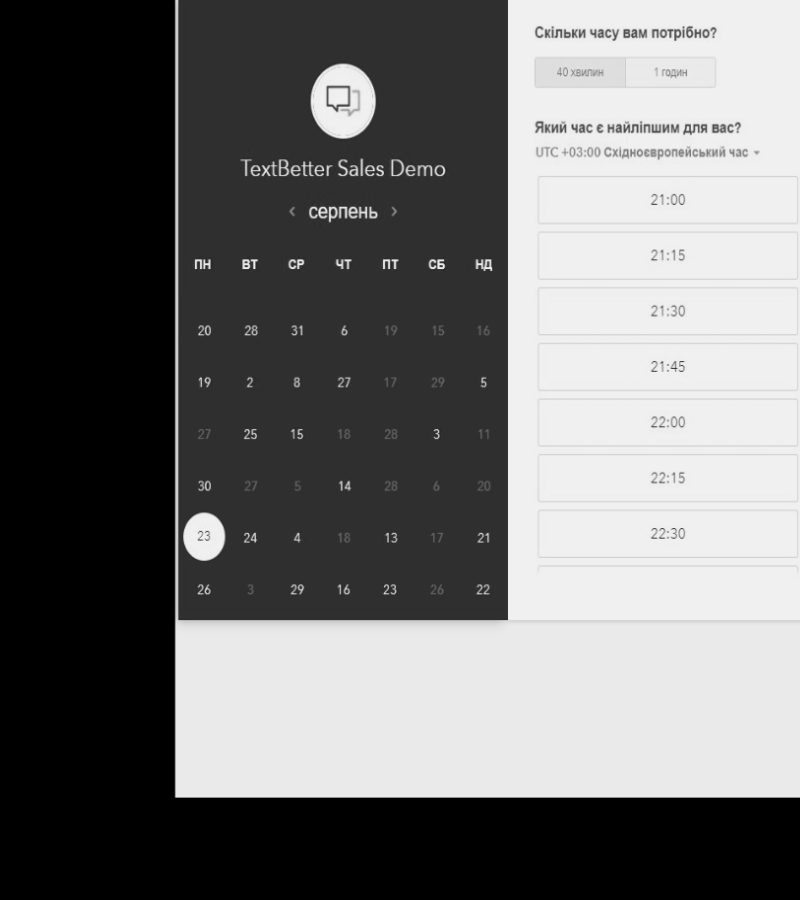 TextBetter Sales Demo
‹ серпень ›
ПН ВТ СР ЧТ ПТ СБ НД
20 28 31 6 19 15 16
19 2 8 27 17 29 5
27 25 15 18 28 3 11
30 27 5 14 28 6 20
23 24 4 18 13 17 21
26 3 29 16 23 26 22
Скільки часу вам потрібно?
40 хвилин 1 годин
Який час є найліпшим для вас?
UTC +03:00 Східноєвропейський час
21:00
21:15
21:30
21:45
22:00
22:15
22:30